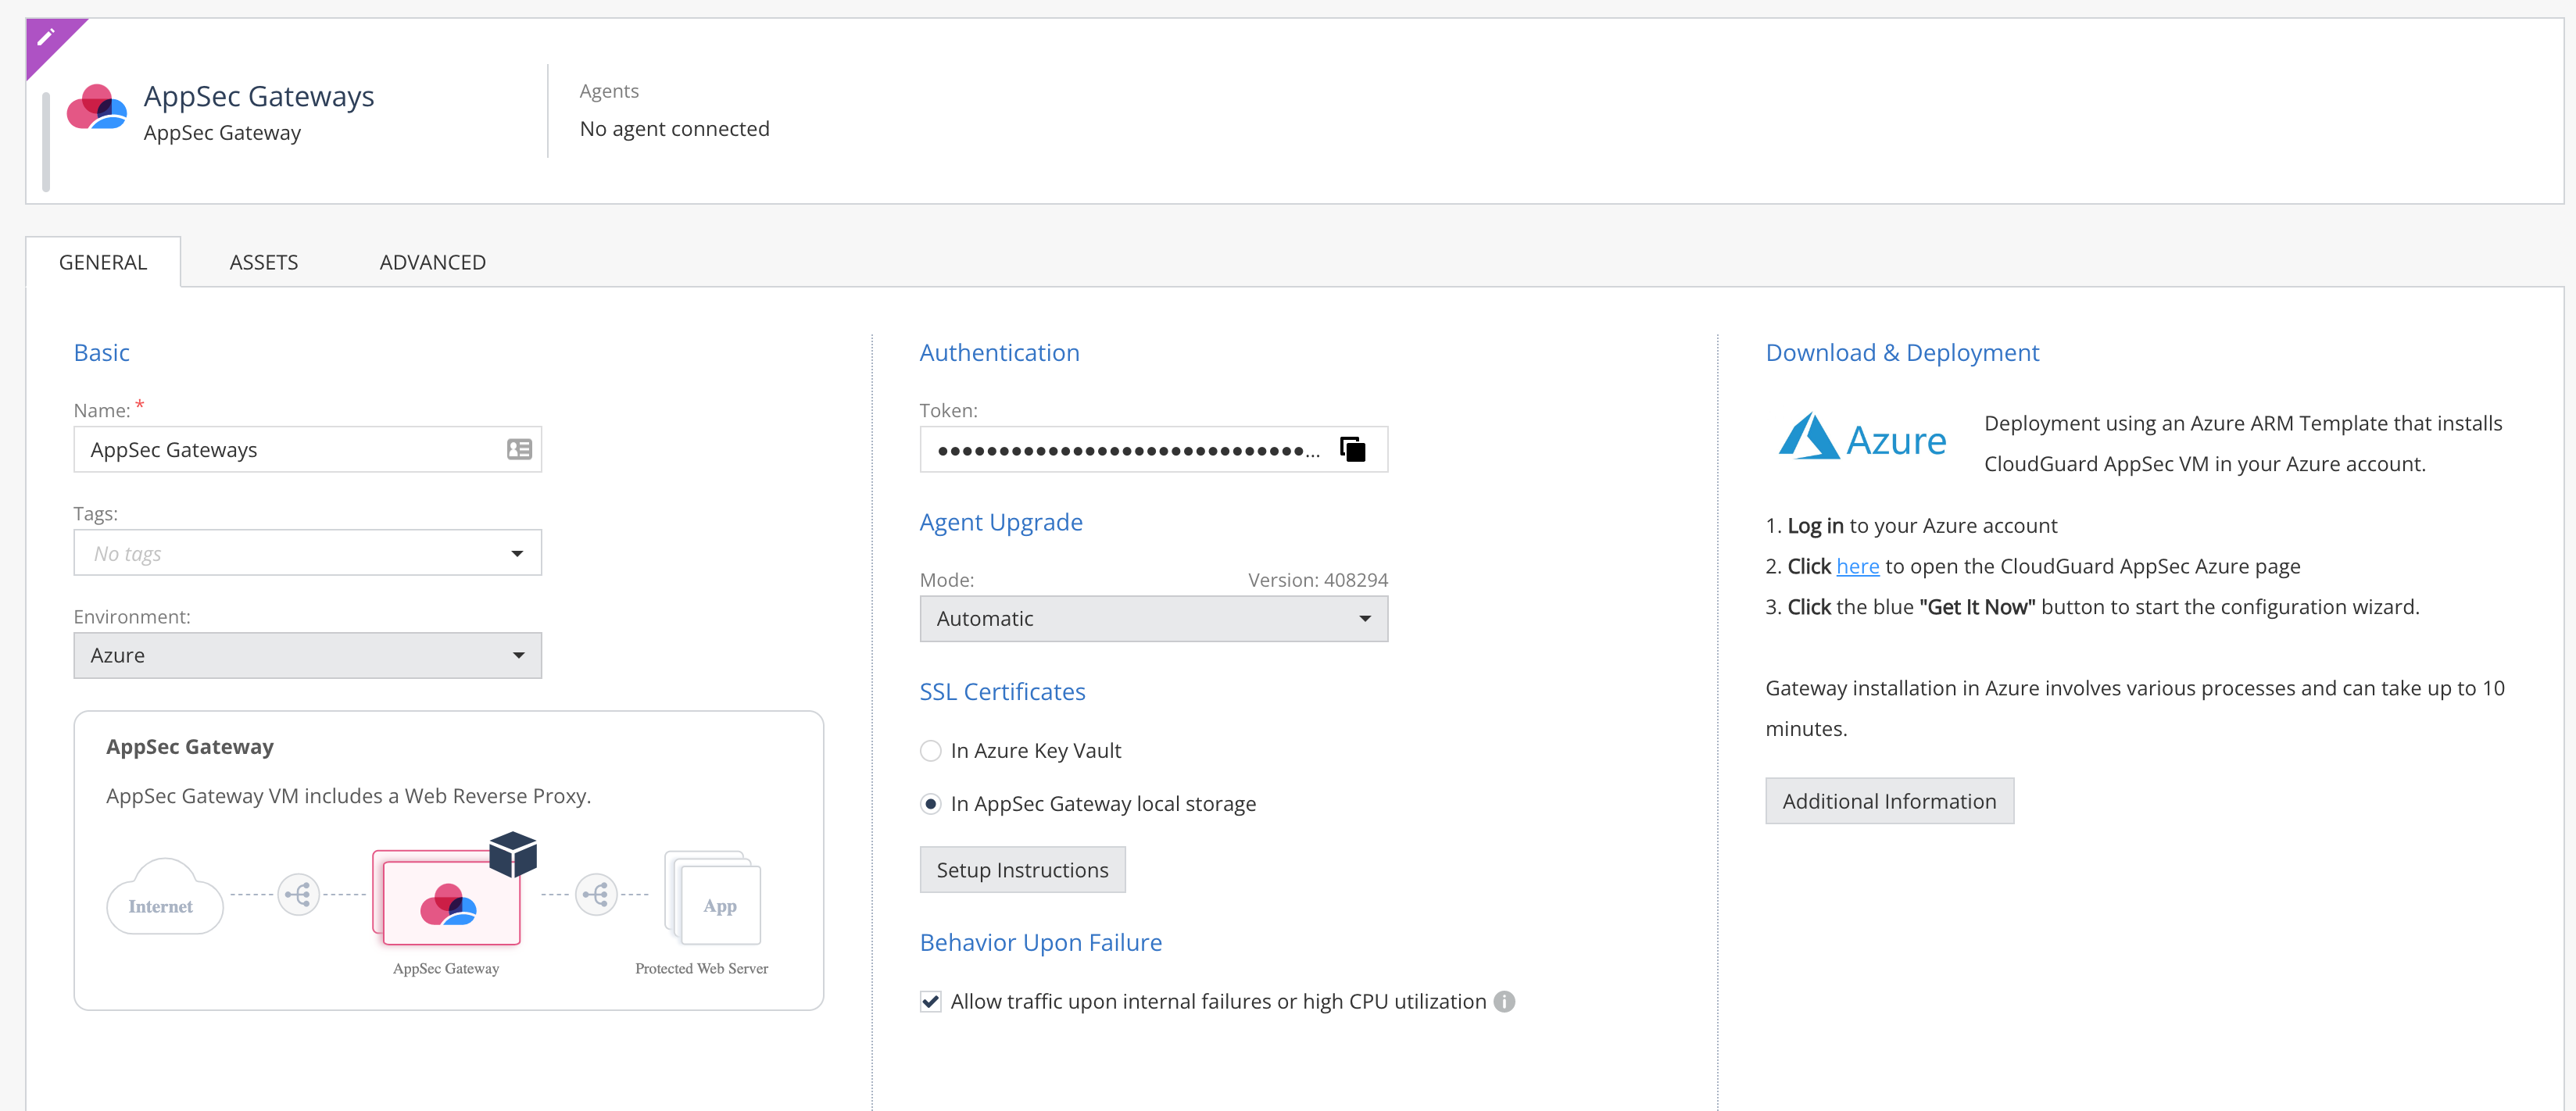 AppSec Gateways
AppSec Gateway
Agents
No agent connected
GENERAL
ASSETS
ADVANCED
Basic
Name: *
AppSec Gateways
Tags:
No tags
Environment:
Azure
AppSec Gateway
AppSec Gateway VM includes a Web Reverse Proxy.
Internet
App
AppSec Gateway
Protected Web Server
Authentication
Token:
••••••••••••••••••••••••••••••...
Agent Upgrade
Mode:
Version: 408294
Automatic
SSL Certificates
In Azure Key Vault
In AppSec Gateway local storage
Setup Instructions
Behavior Upon Failure
Allow traffic upon internal failures or high CPU utilization
Download & Deployment
Azure
Deployment using an Azure ARM Template that installs
CloudGuard AppSec VM in your Azure account.
1. Log in to your Azure account
2. Click here to open the CloudGuard AppSec Azure page
3. Click the blue "Get It Now" button to start the configuration wizard.
Gateway installation in Azure involves various processes and can take up to 10
minutes.
Additional Information